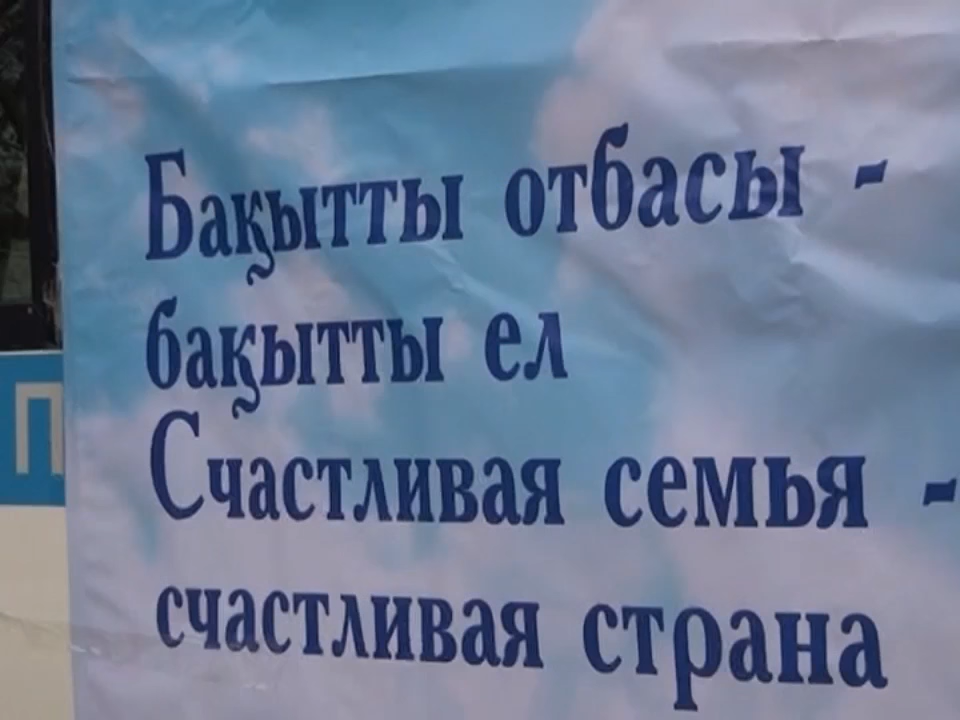 Бақытты отбасы -
бақытты ел
Счастливая семья -
счастливая страна